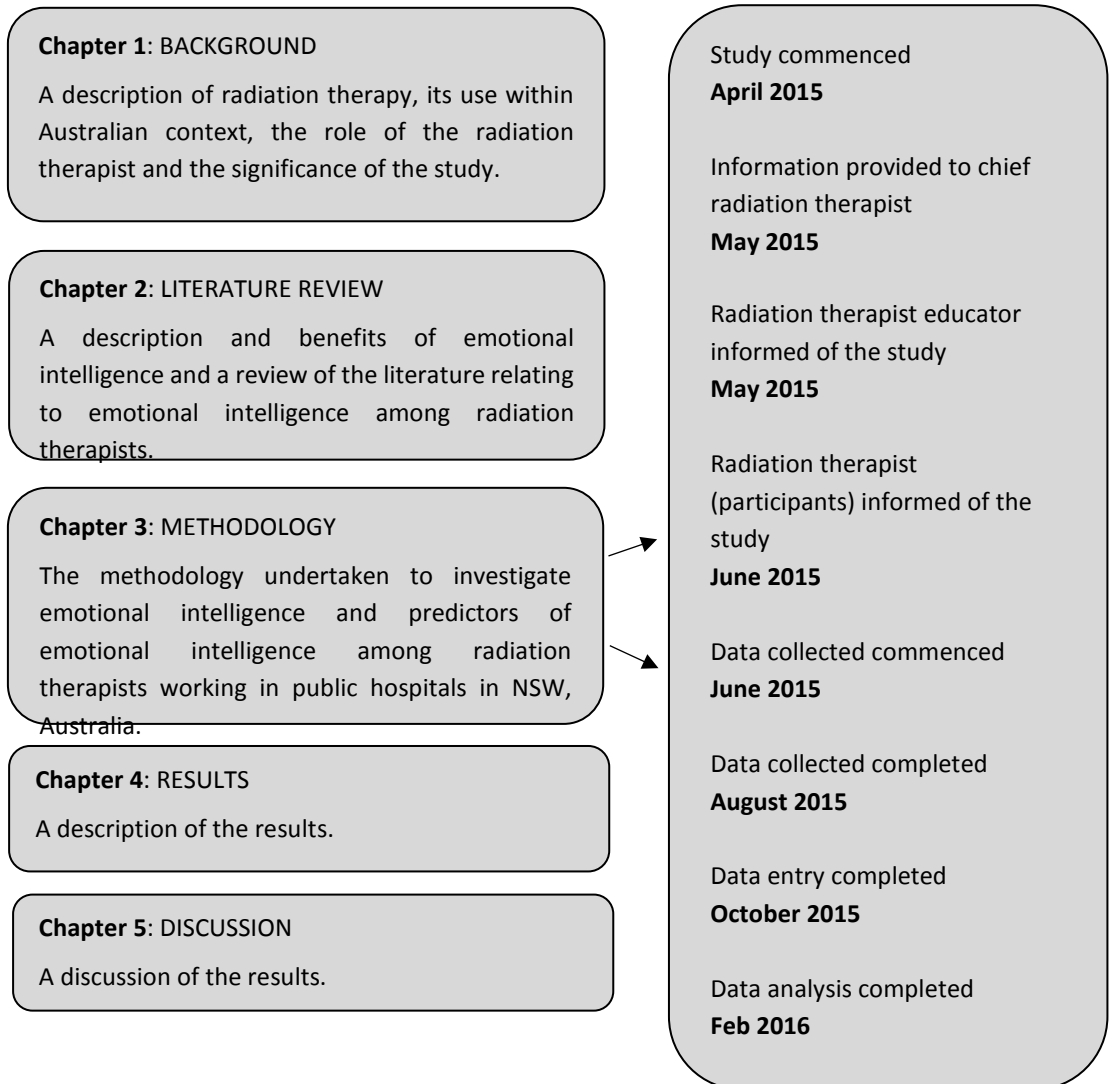 Chapter 1: BACKGROUND
A description of radiation therapy, its use within
Australian context, the role of the radiation
therapist and the significance of the study.
Chapter 2: LITERATURE REVIEW
A description and benefits of emotional
intelligence and a review of the literature relating
to emotional intelligence among radiation
therapists.
Chapter 3: METHODOLOGY
The methodology undertaken to investigate
emotional intelligence and predictors of
emotional intelligence among radiation
therapists working in public hospitals in NSW,
Australia.
Chapter 4: RESULTS
A description of the results.
Chapter 5: DISCUSSION
A discussion of the results.
Study commenced
April 2015
Information provided to chief
radiation therapist
May 2015
Radiation therapist educator
informed of the study
May 2015
Radiation therapist
(participants) informed of the
study
June 2015
Data collected commenced
June 2015
Data collected completed
August 2015
Data entry completed
October 2015
Data analysis completed
Feb 2016